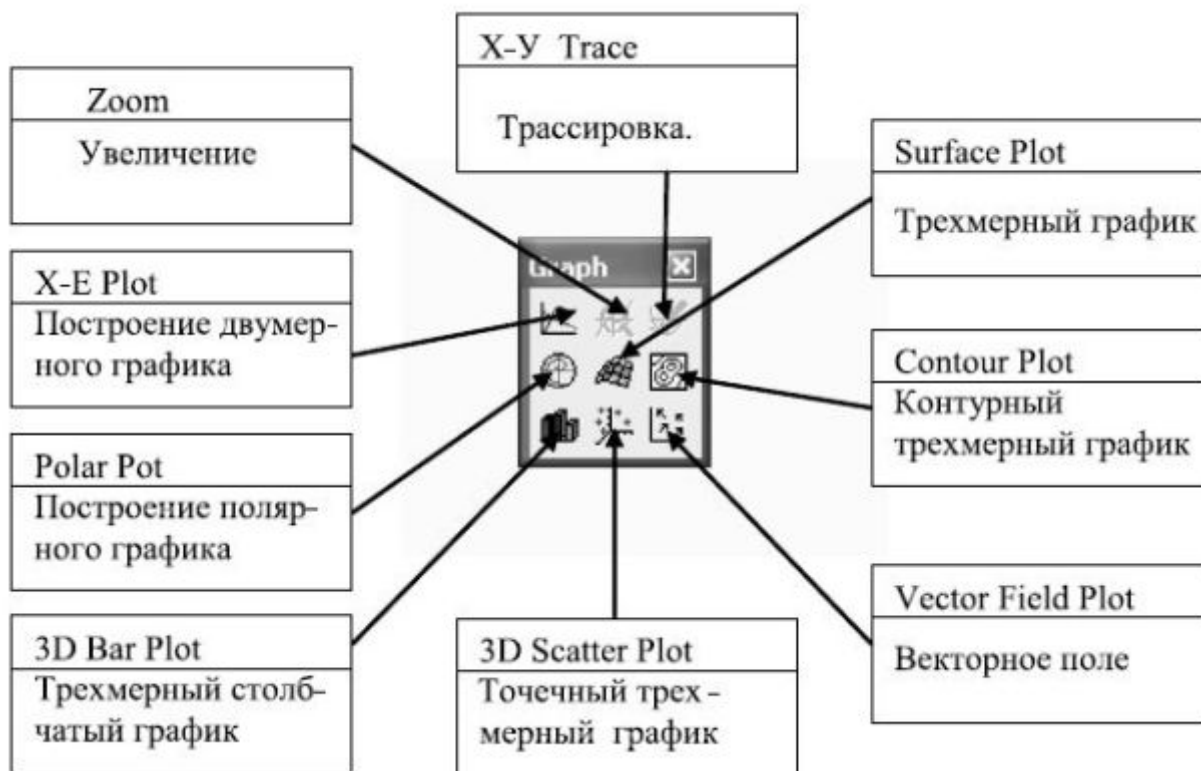 X-У Trace
Трассировка.
Zoom
Увеличение
Surface Plot
Трехмерный график
Graph
X-E Plot
Построение двумер-
ного графика
Contour Plot
Контурный
трехмерный график
Polar Pot
Построение поляр-
ного графика
Vector Field Plot
Векторное поле
3D Bar Plot
Трехмерный столб-
чатый график
3D Scatter Plot
Точечный трех-
мерный график